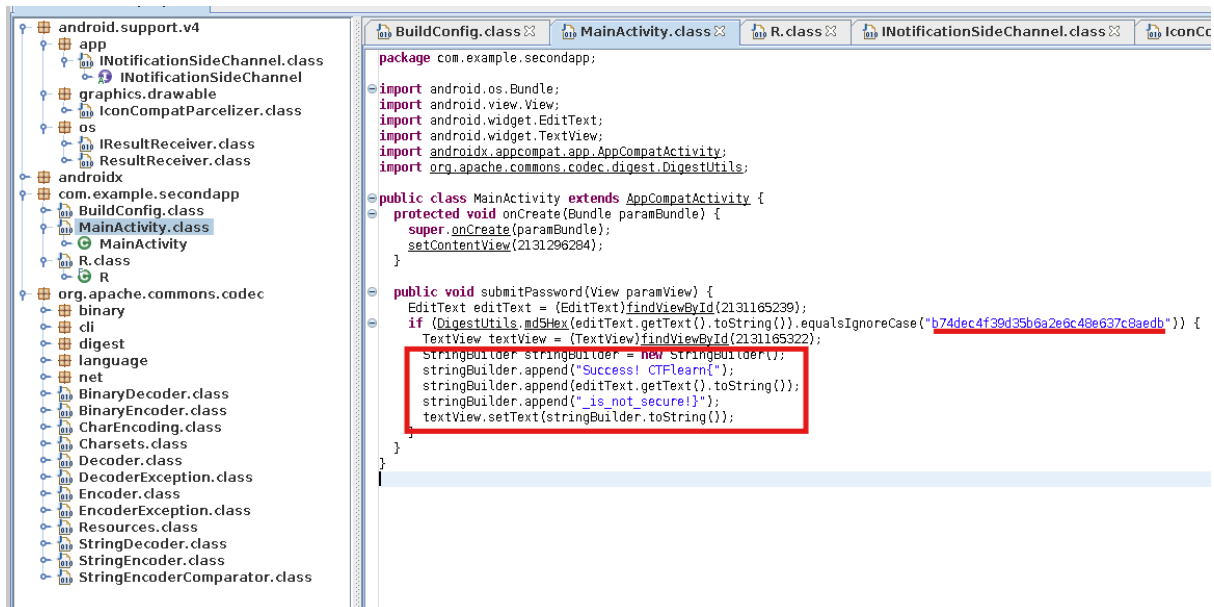 android.support.v4
app
INotificationSideChannel.class
INotificationSideChannel
graphics.drawable
IconCompatParcelizer.class
os
IResultReceiver.class
ResultReceiver.class
androidx
com.example.secondapp
BuildConfig.class
MainActivity.class
MainActivity
R.class
R
org.apache.commons.codec
binary
cli
digest
language
net
BinaryDecoder.class
BinaryEncoder.class
CharEncoding.class
Charsets.class
Decoder.class
DecoderException.class
Encoder.class
EncoderException.class
Resources.class
StringDecoder.class
StringEncoder.class
StringEncoderComparator.class
BuildConfig.class MainActivity.class R.class INotificationSideChannel.class IconCo
package com.example.secondapp;
import android.os.Bundle;
import android.view.View;
import android.widget.EditText;
import android.widget.TextView;
import androidx.appcompat.app.AppCompatActivity;
import org.apache.commons.codec.digest.DigestUtils;
public class MainActivity extends AppCompatActivity {
protected void onCreate(Bundle paramBundle) {
super.onCreate(paramBundle);
setContentView(2131296284);
}
public void submitPassword(View paramView) {
EditText editText = (EditText)findViewById(2131165239);
if (DigestUtils.md5Hex(editText.getText().toString()).equalsIgnoreCase("b74dec4f39d35b6a2e6c48e637c8aedb")) {
TextView textView = (TextView)findViewById(2131165322);
StringBuilder stringBuilder = new StringBuilder();
stringBuilder.append("Success! CTFlearn{");
stringBuilder.append(editText.getText().toString());
stringBuilder.append("_is_not_secure!}");
textView.setText(stringBuilder.toString());
}
}
}